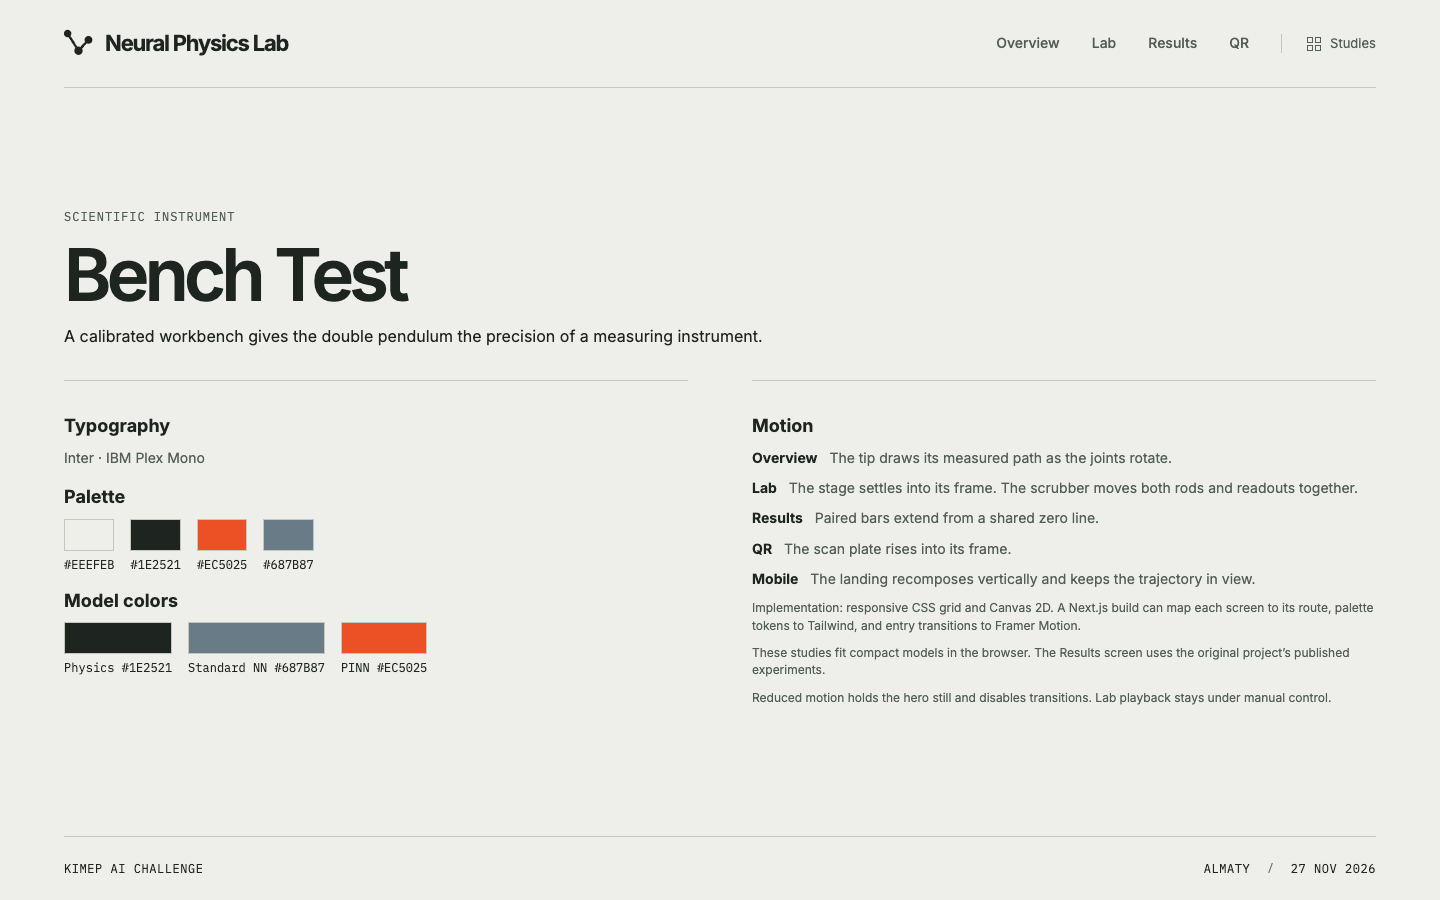 Neural Physics Lab
Overview
Lab
Results
QR
Studies
SCIENTIFIC INSTRUMENT
Bench Test
A calibrated workbench gives the double pendulum the precision of a measuring instrument.
Typography
Inter · IBM Plex Mono
Palette
#EEEFEB #1E2521 #EC5025 #687B87
Model colors
Physics #1E2521 Standard NN #687B87 PINN #EC5025
Motion
Overview The tip draws its measured path as the joints rotate.
Lab The stage settles into its frame. The scrubber moves both rods and readouts together.
Results Paired bars extend from a shared zero line.
QR The scan plate rises into its frame.
Mobile The landing recomposes vertically and keeps the trajectory in view.
Implementation: responsive CSS grid and Canvas 2D. A Next.js build can map each screen to its route, palette
tokens to Tailwind, and entry transitions to Framer Motion.
These studies fit compact models in the browser. The Results screen uses the original project’s published
experiments.
Reduced motion holds the hero still and disables transitions. Lab playback stays under manual control.
KIMEP AI CHALLENGE
ALMATY / 27 NOV 2026